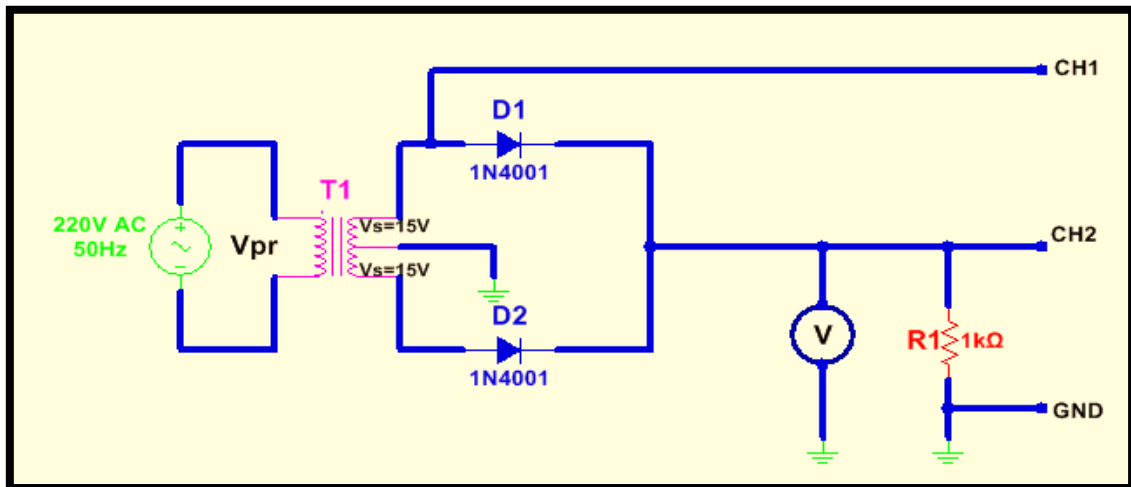 CH1
D1
1N4001
T1
220V AC
50Hz
Vpr
Vs=15V
Vs=15V
CH2
D2
1N4001
V
R1
1kΩ
GND